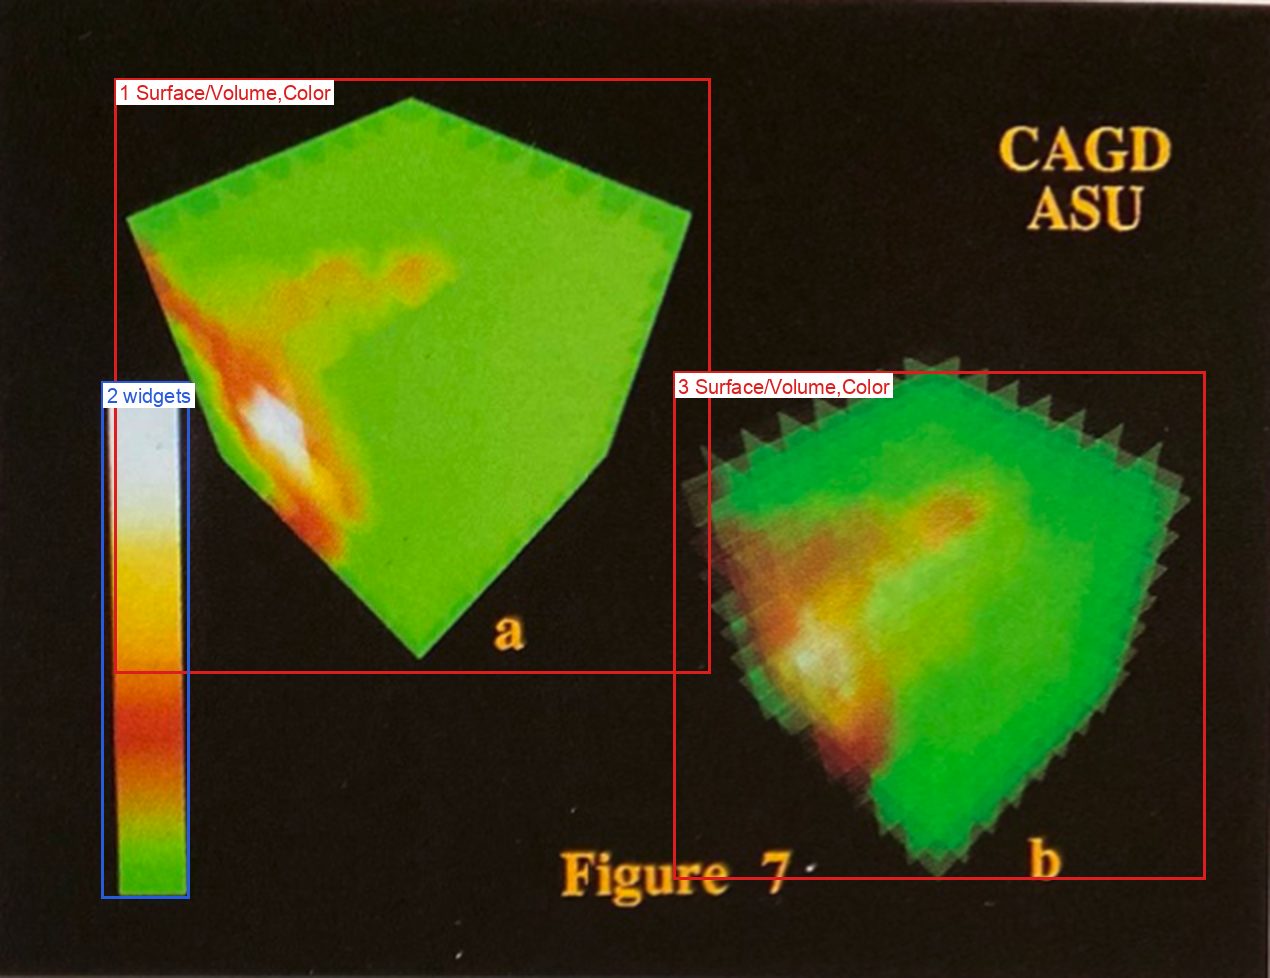 1 Surface/Volume,Color
CAGD
ASU
3 Surface/Volume,Color
2 widgets
a
b
Figure 7